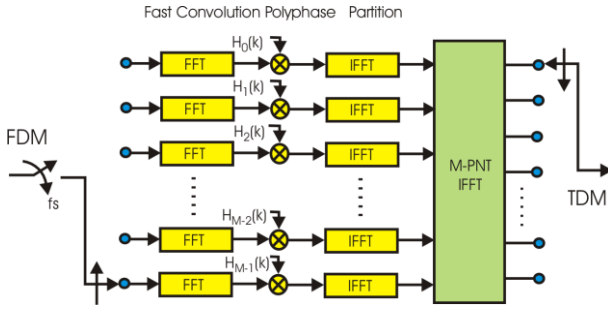 Fast Convolution Polyphase Partition
H0(k)
FFT
IFFT
H1(k)
FFT
IFFT
FDM
H2(k)
FFT
IFFT
M-PNT
IFFT
fs
TDM
HM-2(k)
FFT
IFFT
HM-1(k)
FFT
IFFT